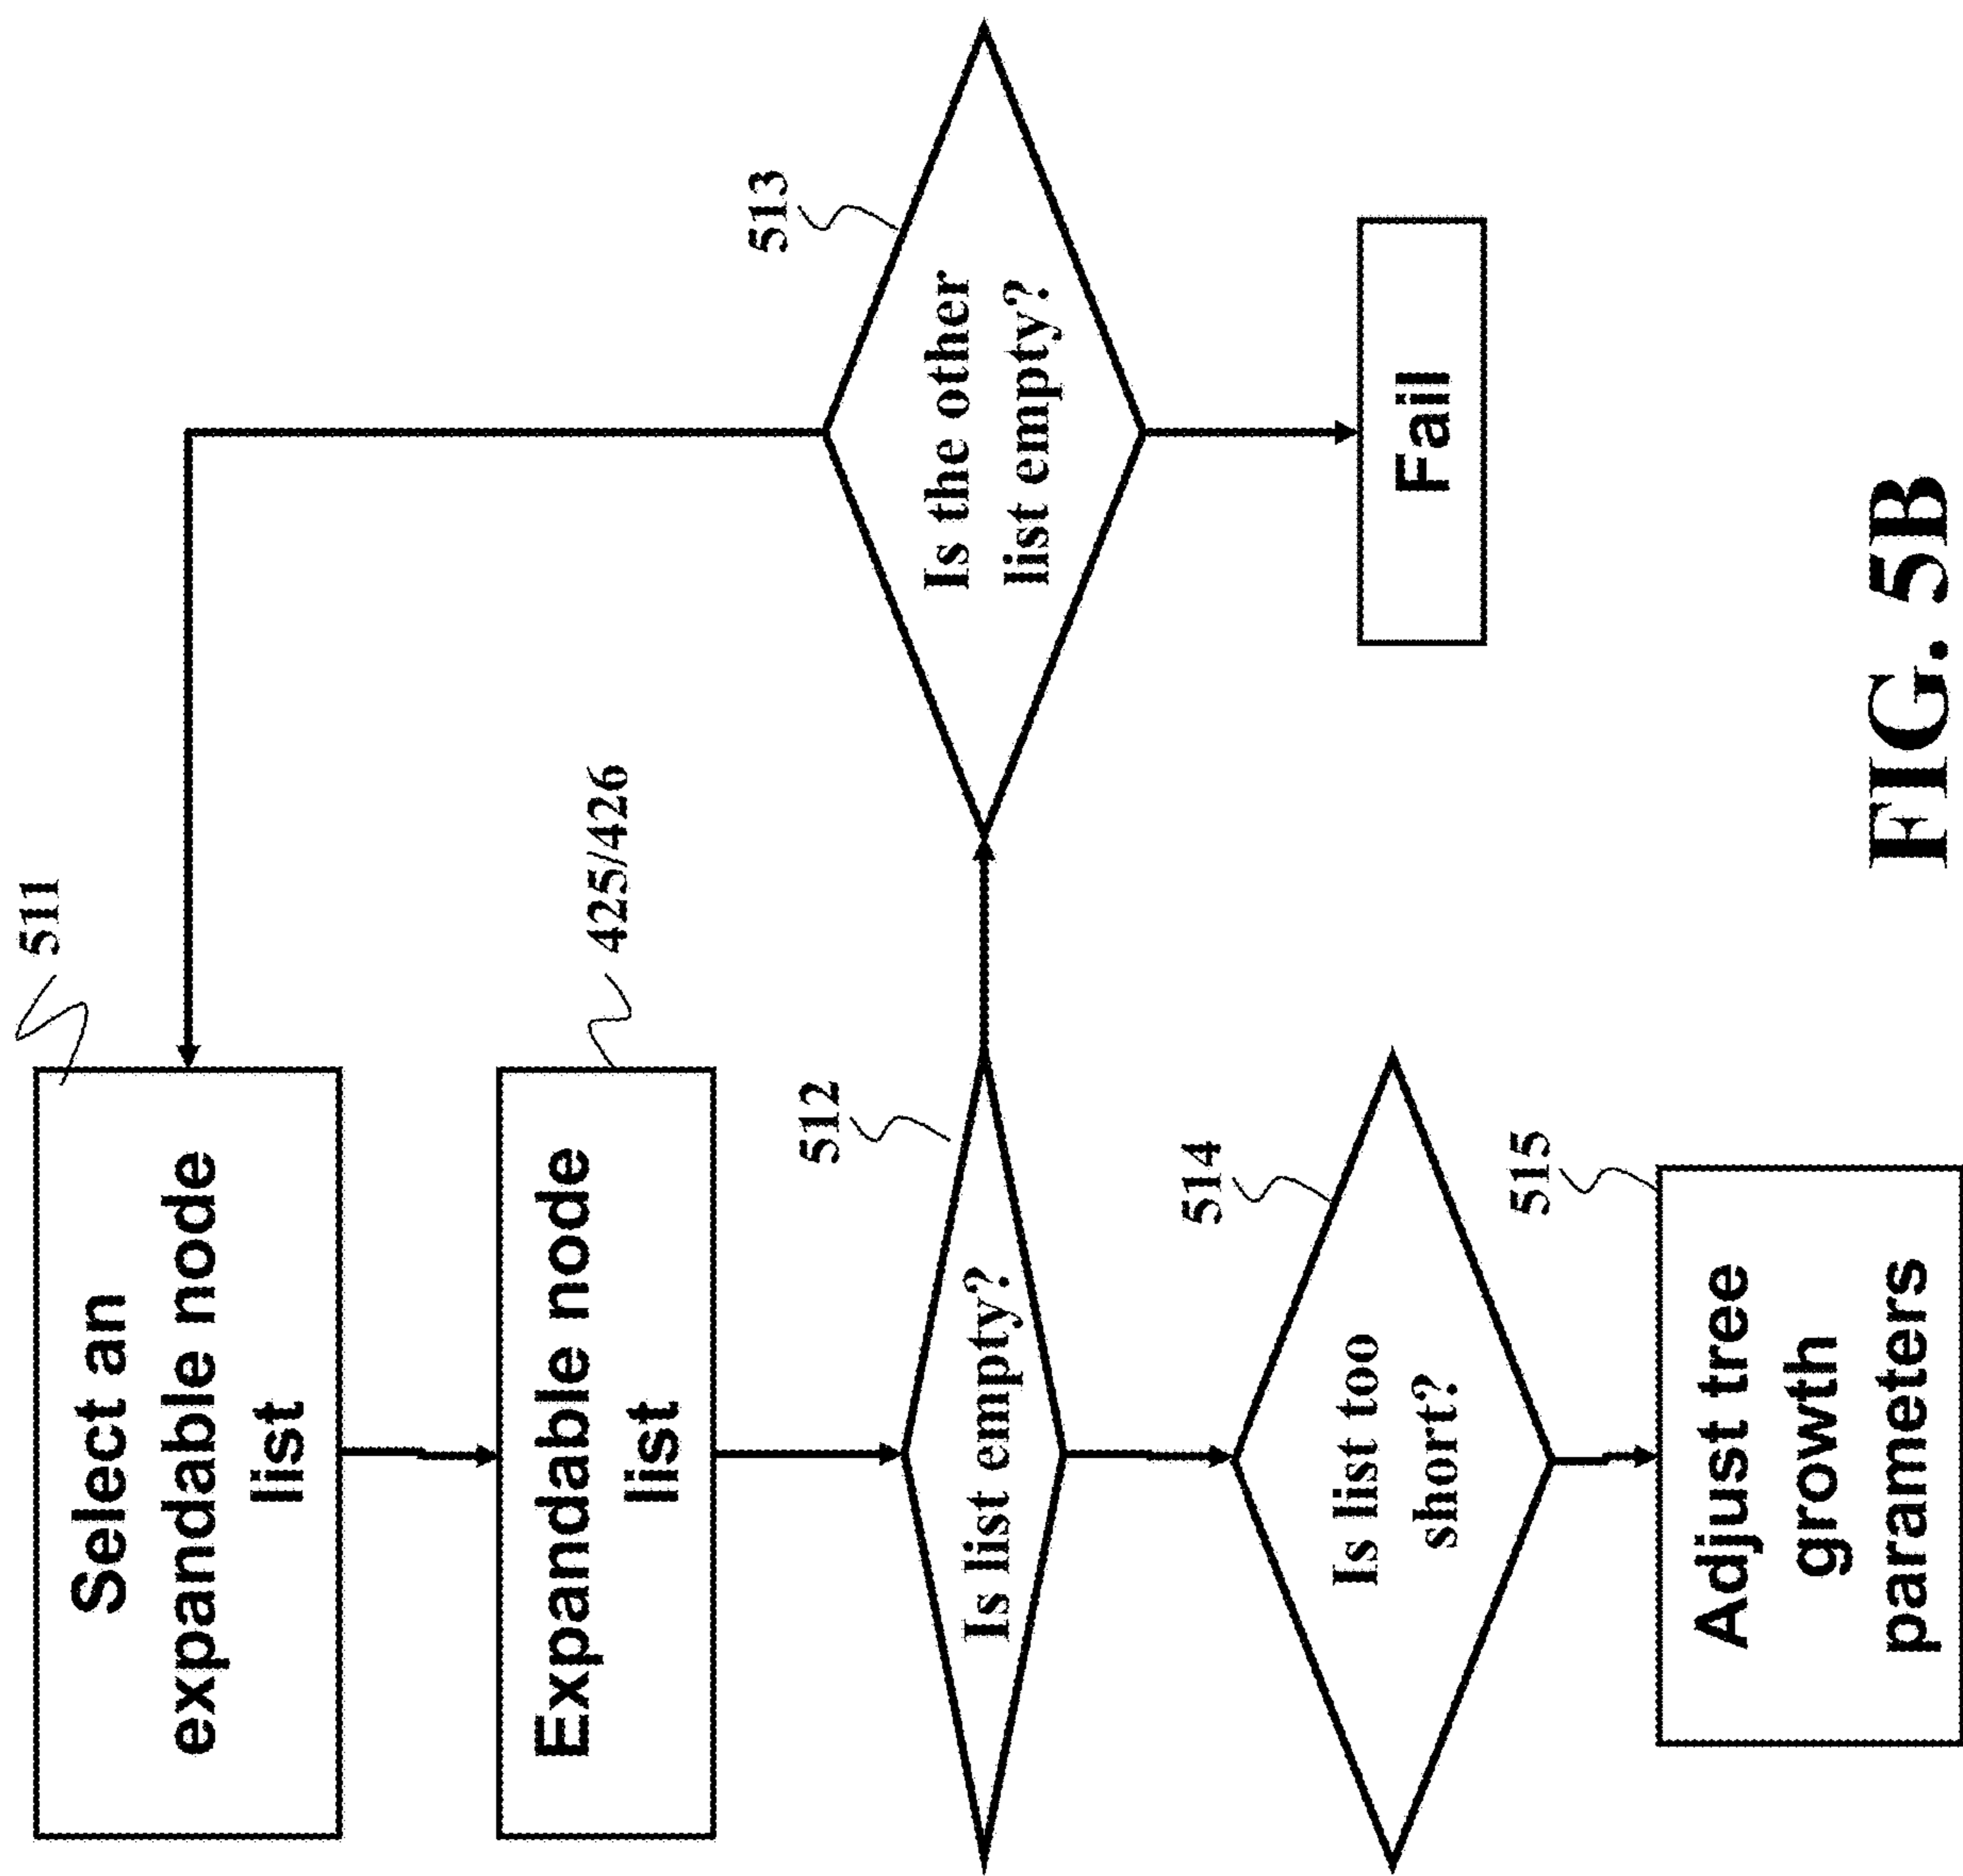 511
Select an
expandable node
list
425/426
Expandable node
list
512
Is list empty?
513
Is the other
list empty?
Fail
514
Is list too
short?
515
Adjust tree
growth
parameters
FIG. 5B